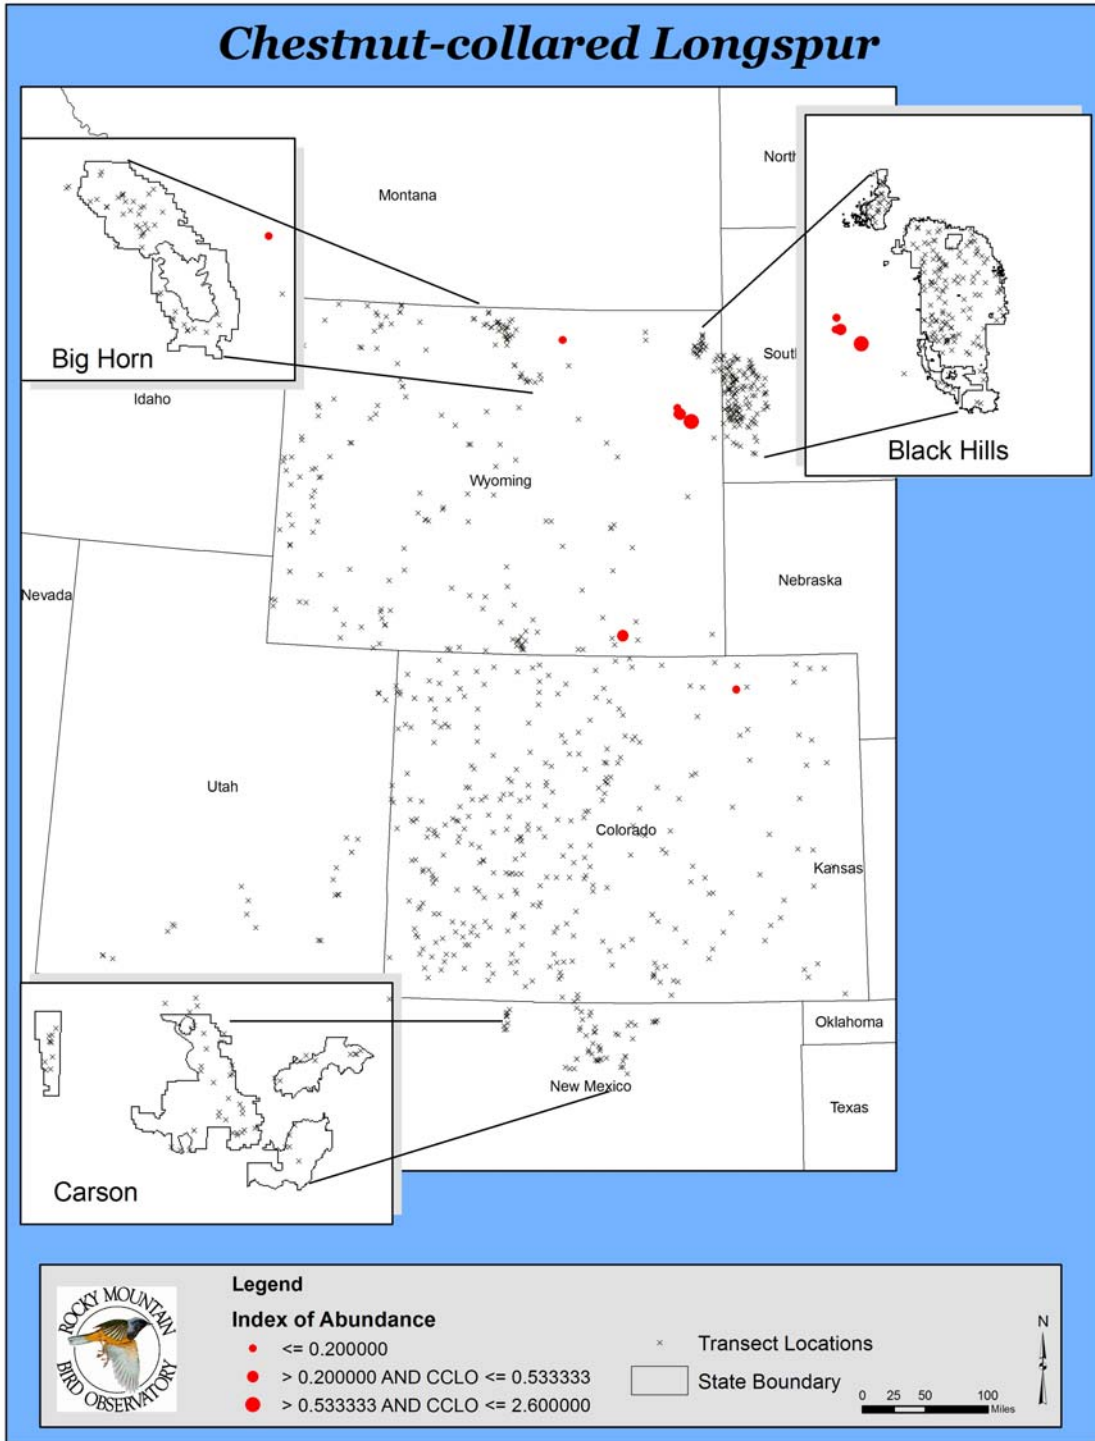 Chestnut-collared Longspur
Montana
North
Big Horn
Idaho
South
Black Hills
Wyoming
Nebraska
Nevada
Utah
Colorado
Kansas
Carson
New Mexico
Oklahoma
Texas
ROCKY MOUNTAIN
BIRD OBSERVATORY
Legend
Index of Abundance
<= 0.200000
> 0.200000 AND CCLO <= 0.533333
> 0.533333 AND CCLO <= 2.600000
Transect Locations
State Boundary
N
0 25 50 100
Miles